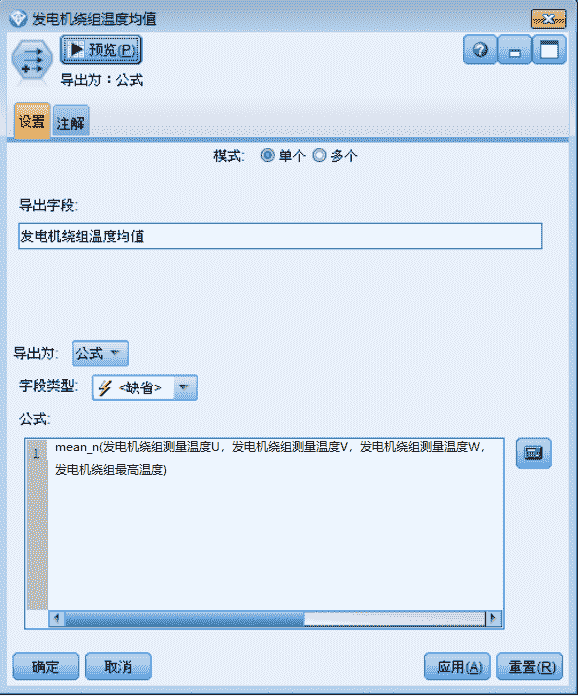 发电机绕组温度均值
预览(P)
导出为：公式
设置 注解
模式: 单个 多个
导出字段:
发电机绕组温度均值
导出为: 公式
字段类型: <缺省>
公式:
1 mean_n(发电机绕组测量温度U，发电机绕组测量温度V，发电机绕组测量温度W，
发电机绕组最高温度)
确定 取消 应用(A) 重置(R)